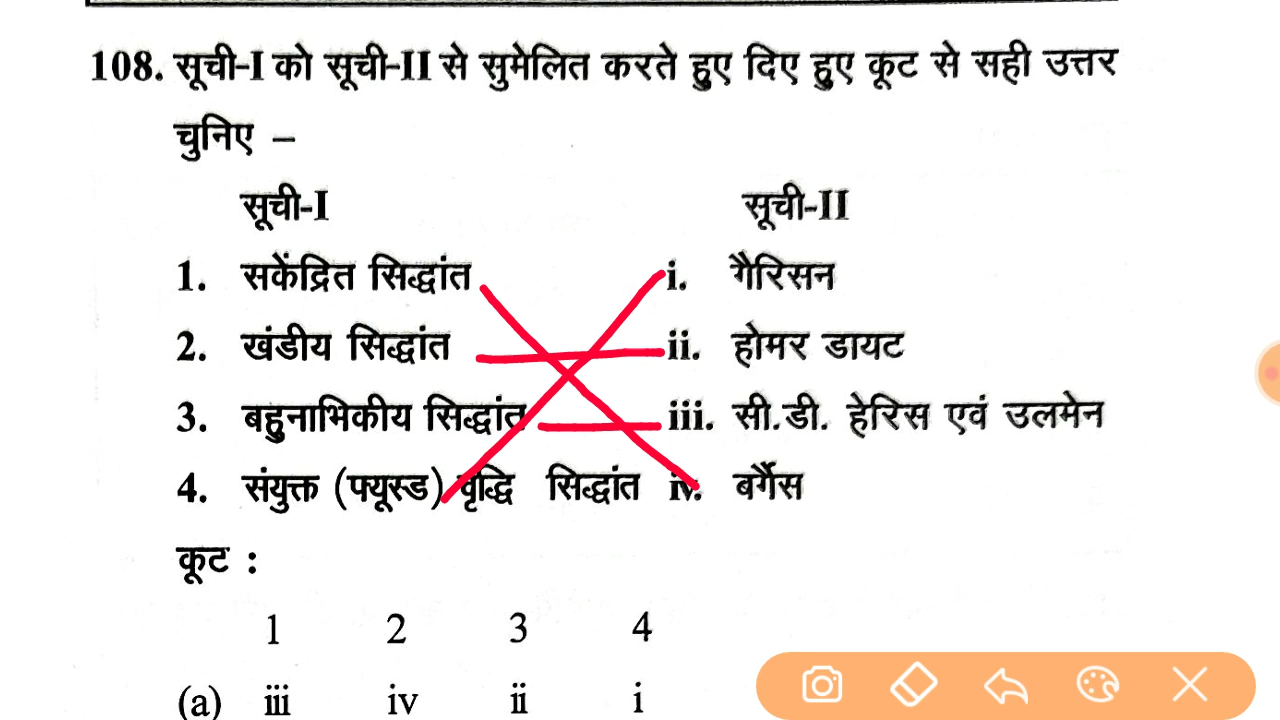 108. सूची-I को सूची-II से सुमेलित करते हुए दिए हुए कूट से सही उत्तर
चुनिए –
सूची-I सूची-II
1. सकेंद्रित सिद्धांत i. गैरिसन
2. खंडीय सिद्धांत ii. होमर डायट
3. बहुनाभिकीय सिद्धांत iii. सी.डी. हेरिस एवं उलमेन
4. संयुक्त (फ्यूस्ड) वृद्धि सिद्धांत iv. बर्गैस
कूट :
1 2 3 4
(a) iii iv ii i